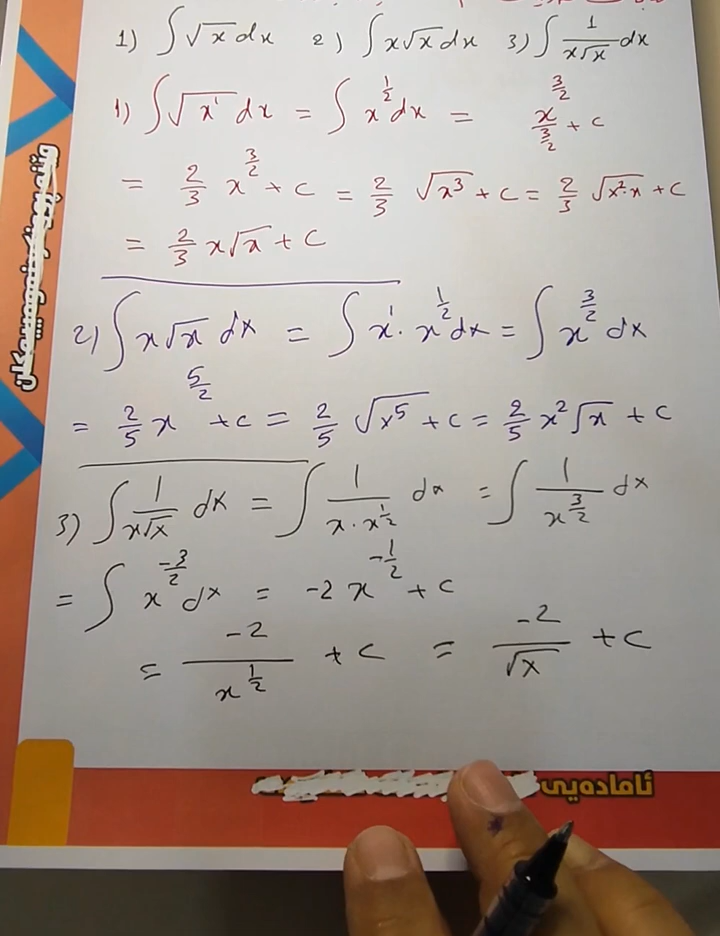 1) ∫√x dx 2) ∫x√x dx 3) ∫ 1/(x√x) dx
1) ∫√x¹ dx = ∫ x^(1/2) dx = x^(3/2)/(3/2) + c
= 2/3 x^(3/2) + c = 2/3 √x³ + c = 2/3 √x²·x + c
= 2/3 x√x + c
2) ∫x√x dx = ∫ x¹·x^(1/2) dx = ∫ x^(3/2) dx
= 2/5 x^(5/2) + c = 2/5 √x⁵ + c = 2/5 x²√x + c
3) ∫ 1/(x√x) dx = ∫ 1/(x·x^(1/2)) dx = ∫ 1/x^(3/2) dx
= ∫ x^(-3/2) dx = -2x^(-1/2) + c
= -2/x^(1/2) + c = -2/√x + c
ئامادەیی